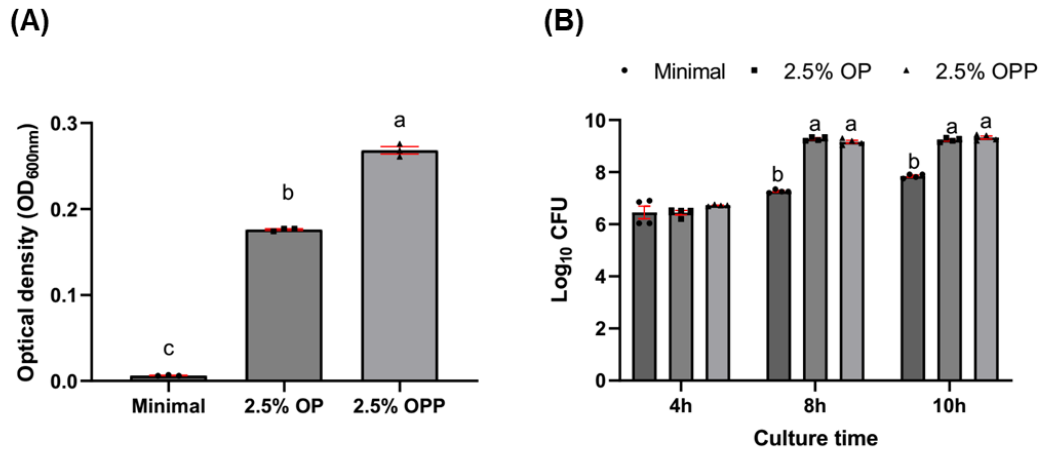 (A)
Optical density (OD600nm)
0.3
0.2
0.1
0.0
c
b
a
Minimal 2.5% OP 2.5% OPP
(B)
Minimal 2.5% OP 2.5% OPP
Log10 CFU
10
8
6
4
2
0
b a a b a a
4h 8h 10h
Culture time